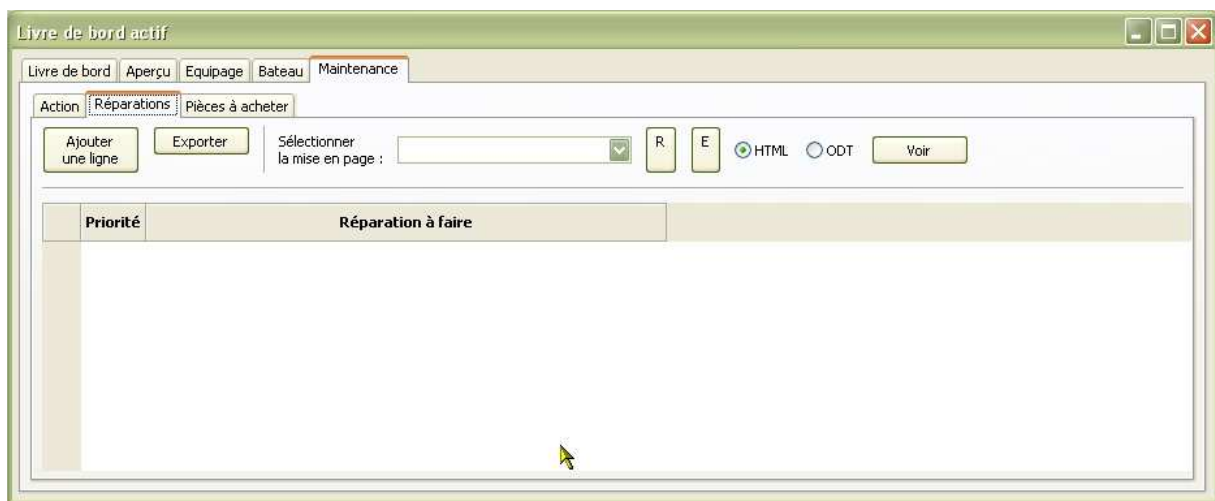 Livre de bord actif
Livre de bord Aperçu Equipage Bateau Maintenance
Action Réparations Pièces à acheter
Ajouter
une ligne
Exporter
Sélectionner
la mise en page :
R
E
HTML
ODT
Voir
Priorité
Réparation à faire